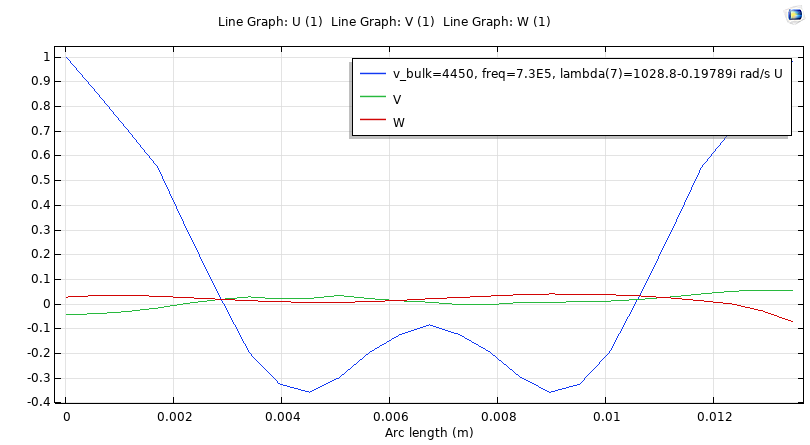 Line Graph: U (1) Line Graph: V (1) Line Graph: W (1)
v_bulk=4450, freq=7.3E5, lambda(7)=1028.8-0.19789i rad/s U
V
W
1
0.9
0.8
0.7
0.6
0.5
0.4
0.3
0.2
0.1
0
-0.1
-0.2
-0.3
-0.4
0 0.002 0.004 0.006 0.008 0.01 0.012
Arc length (m)